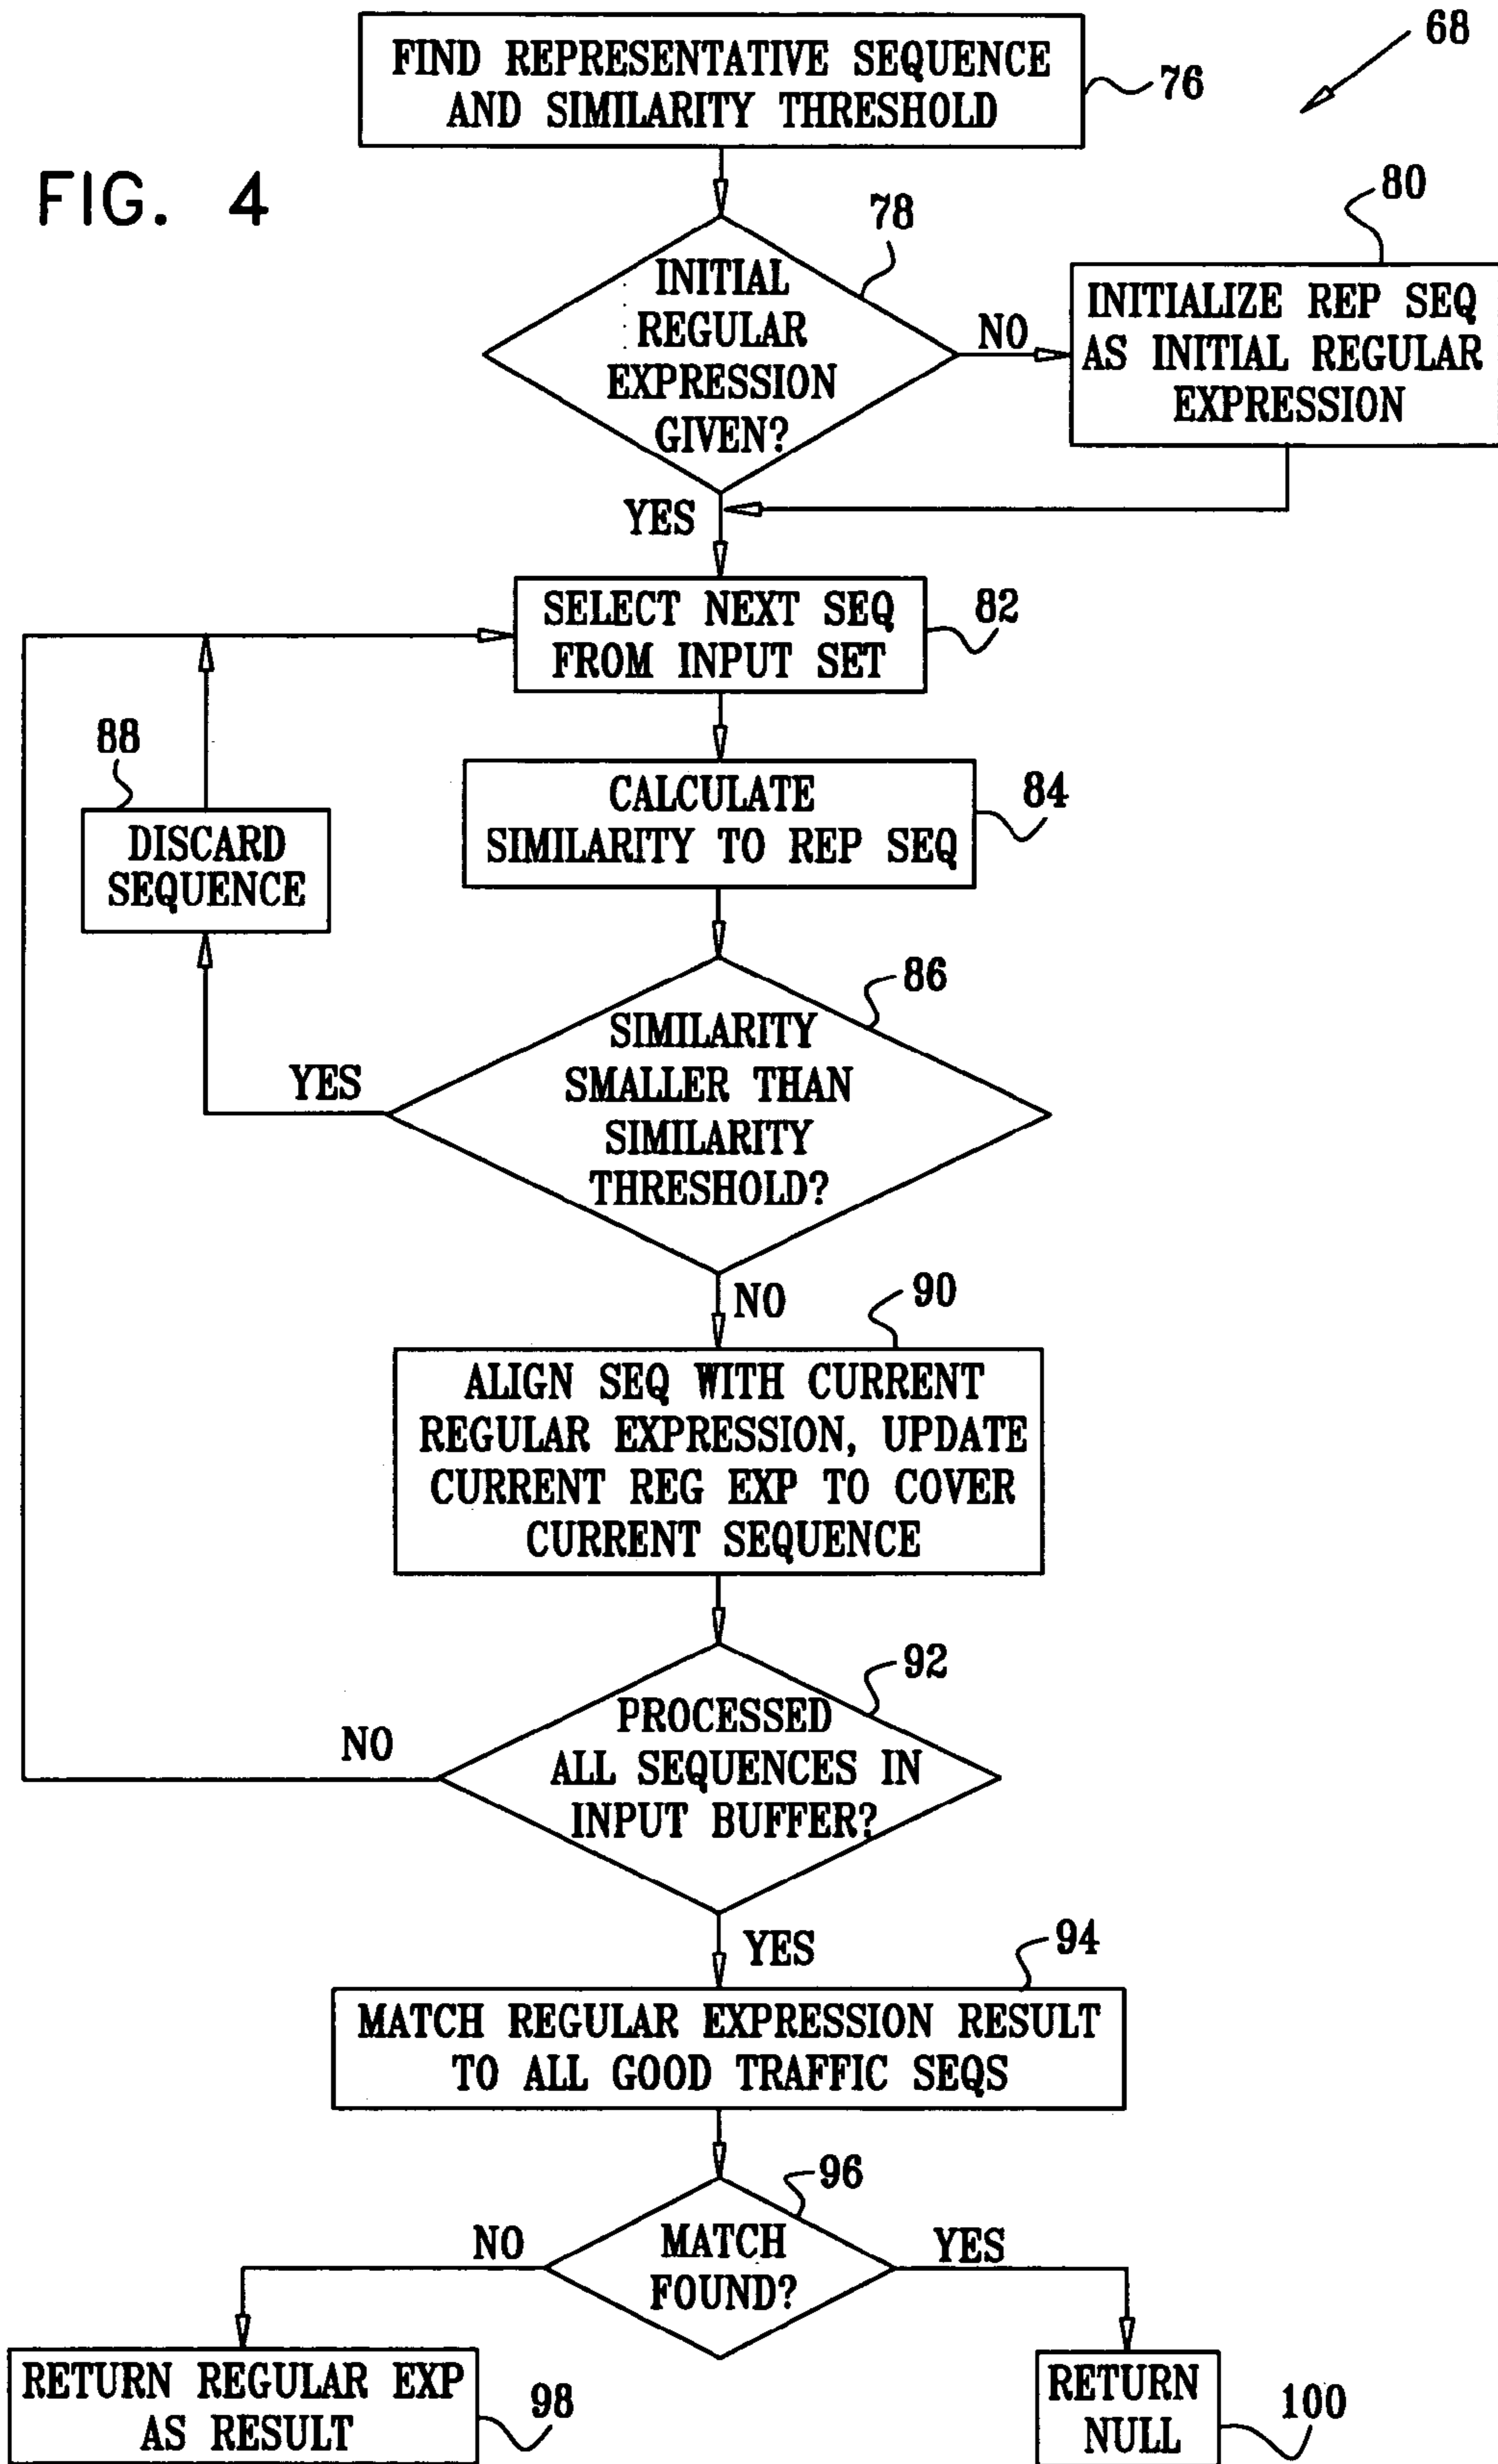 68
FIND REPRESENTATIVE SEQUENCE
AND SIMILARITY THRESHOLD
76
FIG. 4
78
80
INITIAL
REGULAR
EXPRESSION
GIVEN?
NO
INITIALIZE REP SEQ
AS INITIAL REGULAR
EXPRESSION
YES
SELECT NEXT SEQ
FROM INPUT SET
82
88
DISCARD
SEQUENCE
CALCULATE
SIMILARITY TO REP SEQ
84
86
SIMILARITY
SMALLER THAN
SIMILARITY
THRESHOLD?
YES
NO
90
ALIGN SEQ WITH CURRENT
REGULAR EXPRESSION, UPDATE
CURRENT REG EXP TO COVER
CURRENT SEQUENCE
92
PROCESSED
ALL SEQUENCES IN
INPUT BUFFER?
NO
YES
94
MATCH REGULAR EXPRESSION RESULT
TO ALL GOOD TRAFFIC SEQS
96
MATCH
FOUND?
NO
YES
RETURN REGULAR EXP
AS RESULT
98
RETURN
NULL
100